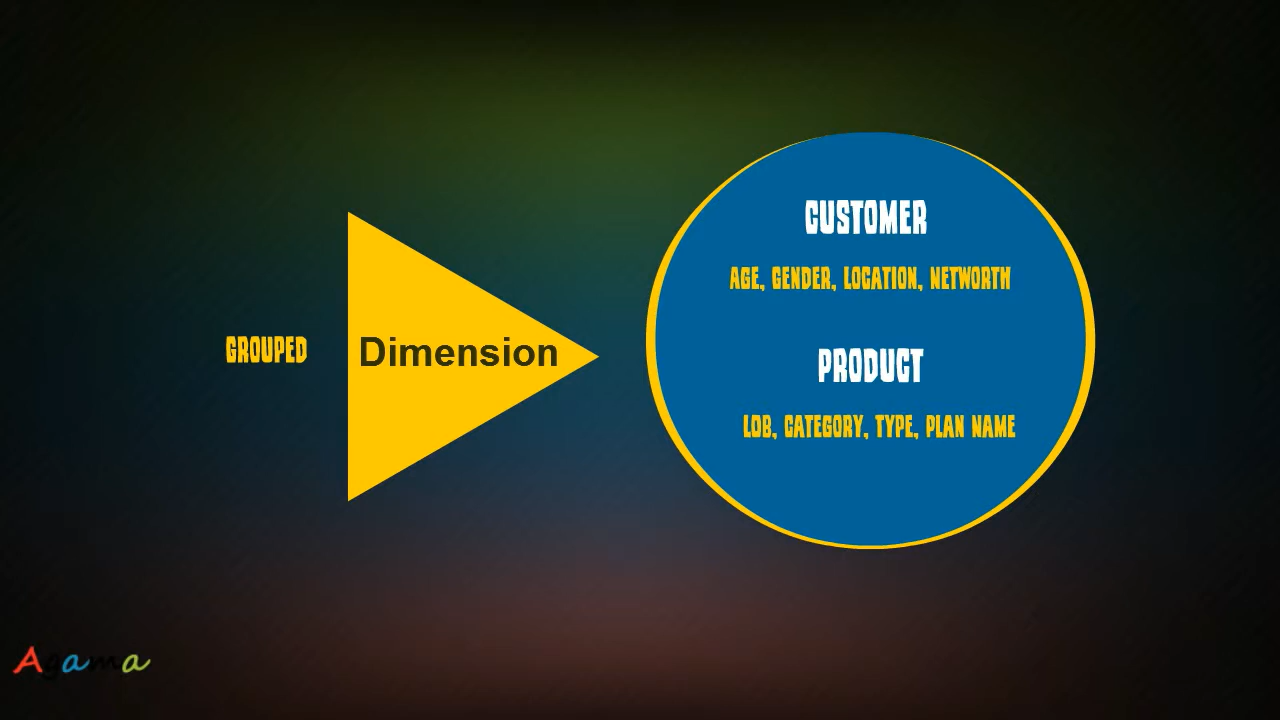 GROUPED
Dimension
CUSTOMER
AGE, GENDER, LOCATION, NETWORTH
PRODUCT
LOB, CATEGORY, TYPE, PLAN NAME
Agama